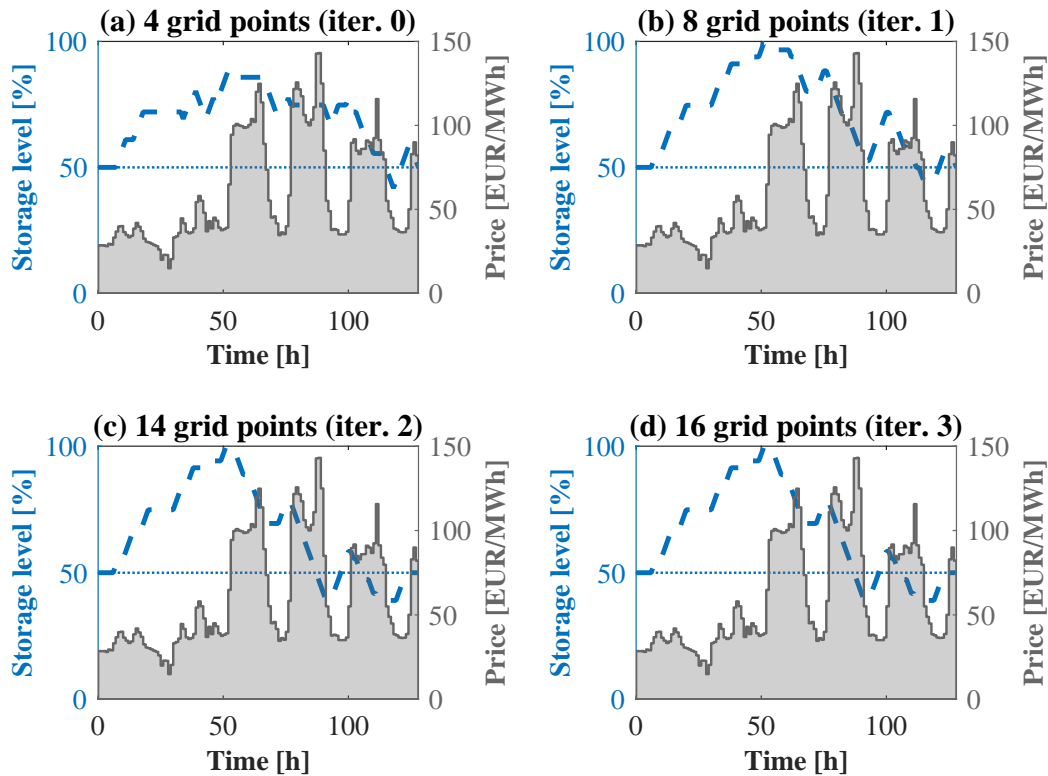 (a) 4 grid points (iter. 0)
100
50
0
Storage level [%]
150
100
50
0
Price [EUR/MWh]
0
50
100
Time [h]
(b) 8 grid points (iter. 1)
100
50
0
Storage level [%]
150
100
50
0
Price [EUR/MWh]
0
50
100
Time [h]
(c) 14 grid points (iter. 2)
100
50
0
Storage level [%]
150
100
50
0
Price [EUR/MWh]
0
50
100
Time [h]
(d) 16 grid points (iter. 3)
100
50
0
Storage level [%]
150
100
50
0
Price [EUR/MWh]
0
50
100
Time [h]